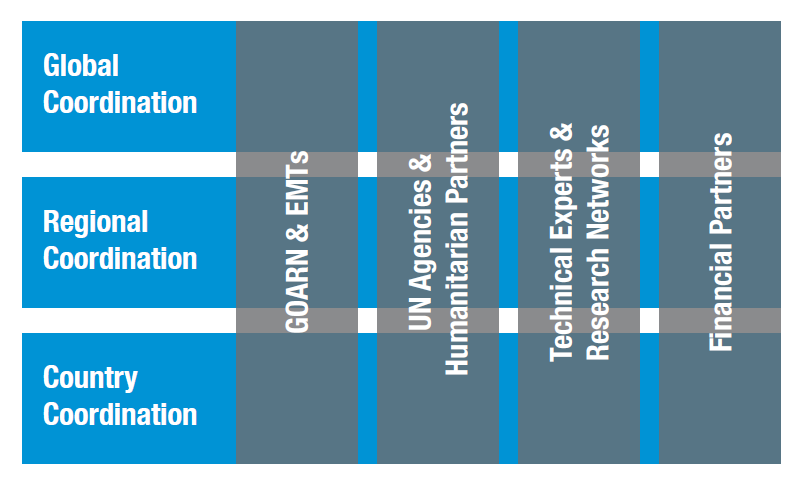 Global
Coordination
Regional
Coordination
Country
Coordination
GOARN & EMTs
UN Agencies &
Humanitarian Partners
Technical Experts &
Research Networks
Financial Partners